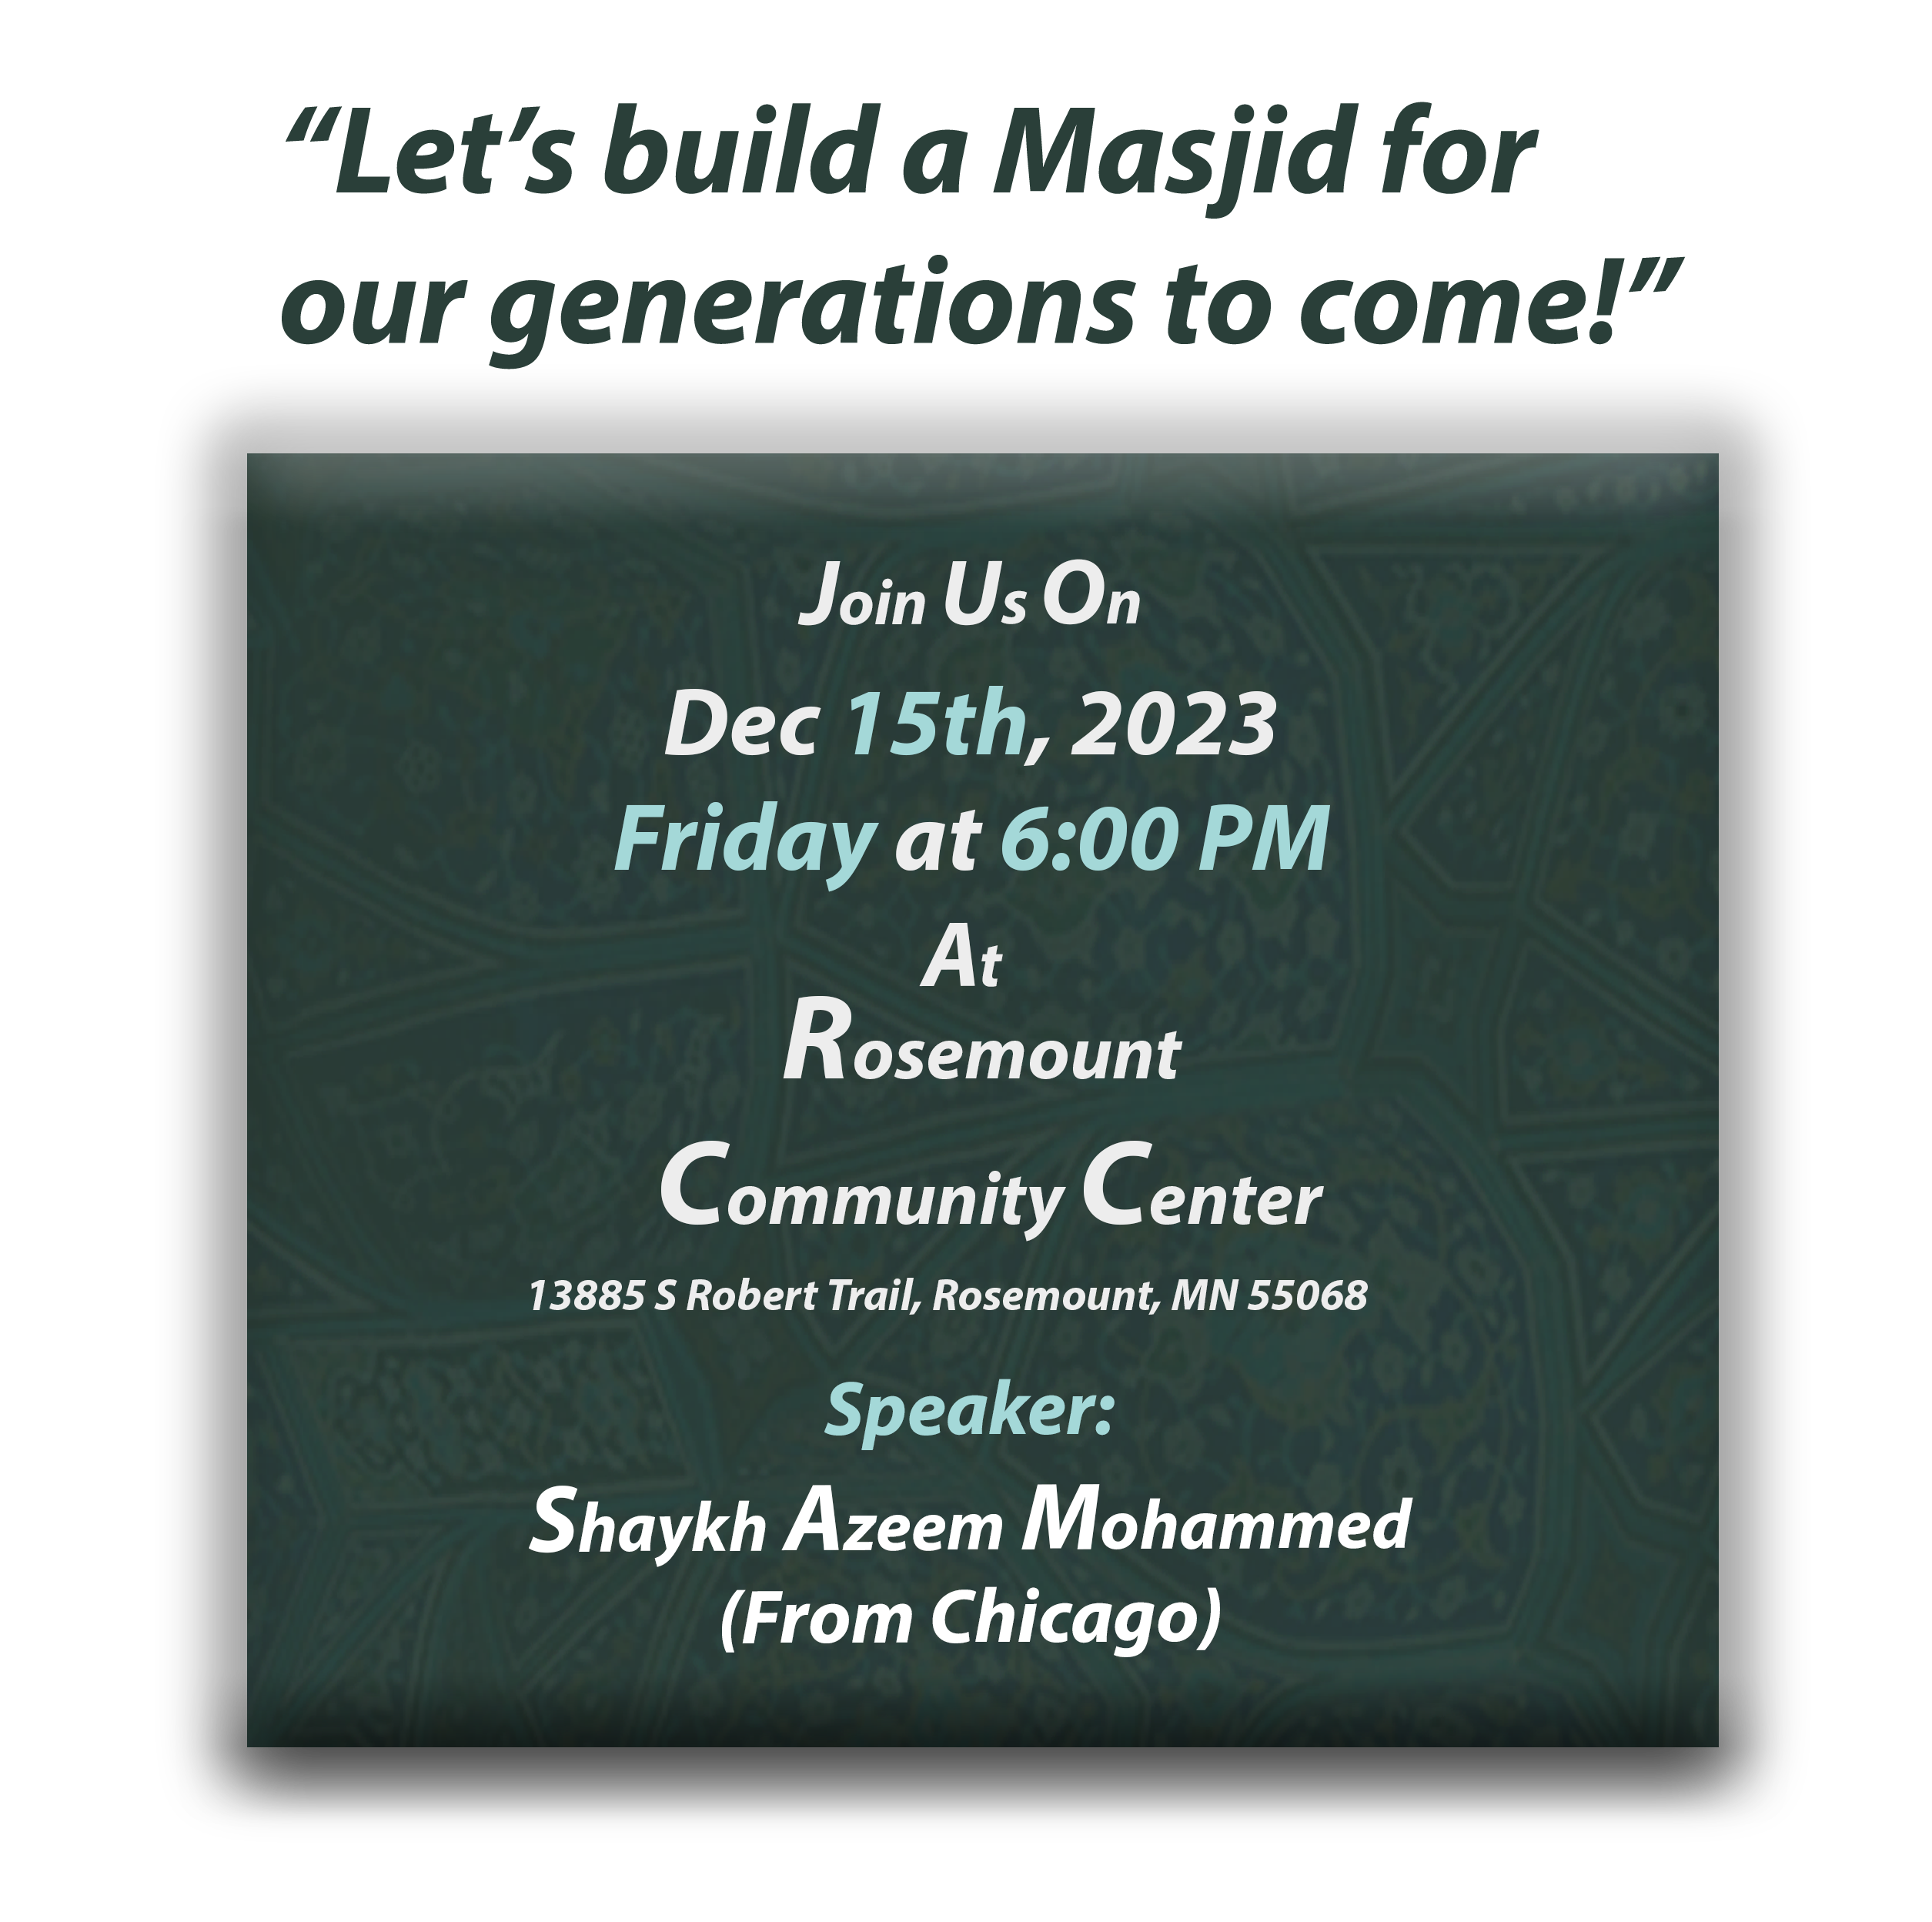 “Let’s build a Masjid for
our generations to come!”
Join Us On
Dec 15th, 2023
Friday at 6:00 PM
At
Rosemount
Community Center
13885 S Robert Trail, Rosemount, MN 55068
Speaker:
Shaykh Azeem Mohammed
(From Chicago)